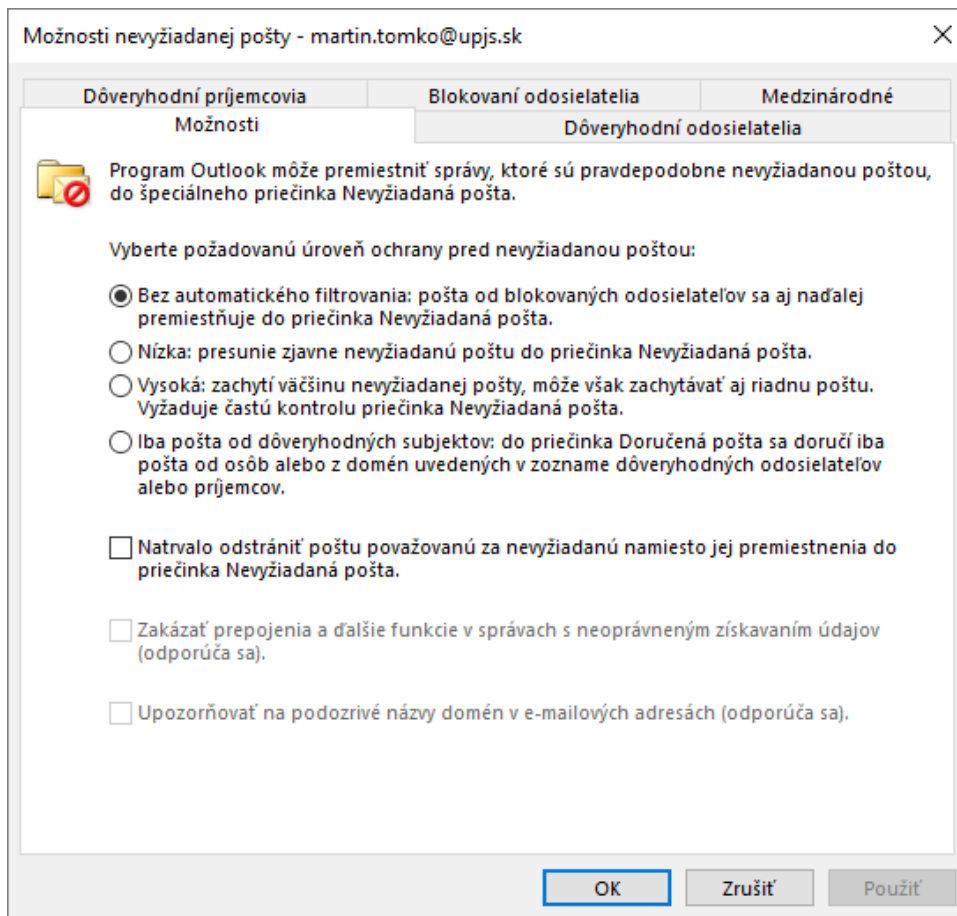 Možnosti nevyžiadanej pošty - martin.tomko@upjs.sk
Dôveryhodní príjemcovia
Blokovaní odosielatelia
Medzinárodné
Možnosti
Dôveryhodní odosielatelia
Program Outlook môže premiestniť správy, ktoré sú pravdepodobne nevyžiadanou poštou,
do špeciálneho priečinka Nevyžiadaná pošta.
Vyberte požadovanú úroveň ochrany pred nevyžiadanou poštou:
Bez automatického filtrovania: pošta od blokovaných odosielateľov sa aj naďalej
premiestňuje do priečinka Nevyžiadaná pošta.
Nízka: presunie zjavne nevyžiadanú poštu do priečinka Nevyžiadaná pošta.
Vysoká: zachytí väčšinu nevyžiadanej pošty, môže však zachytávať aj riadnu poštu.
Vyžaduje častú kontrolu priečinka Nevyžiadaná pošta.
Iba pošta od dôveryhodných subjektov: do priečinka Doručená pošta sa doručí iba
pošta od osôb alebo z domén uvedených v zozname dôveryhodných odosielateľov
alebo príjemcov.
Natrvalo odstrániť poštu považovanú za nevyžiadanú namiesto jej premiestnenia do
priečinka Nevyžiadaná pošta.
Zakázať prepojenia a ďalšie funkcie v správach s neoprávneným získavaním údajov
(odporúča sa).
Upozorňovať na podozrivé názvy domén v e-mailových adresách (odporúča sa).
OK
Zrušiť
Použiť